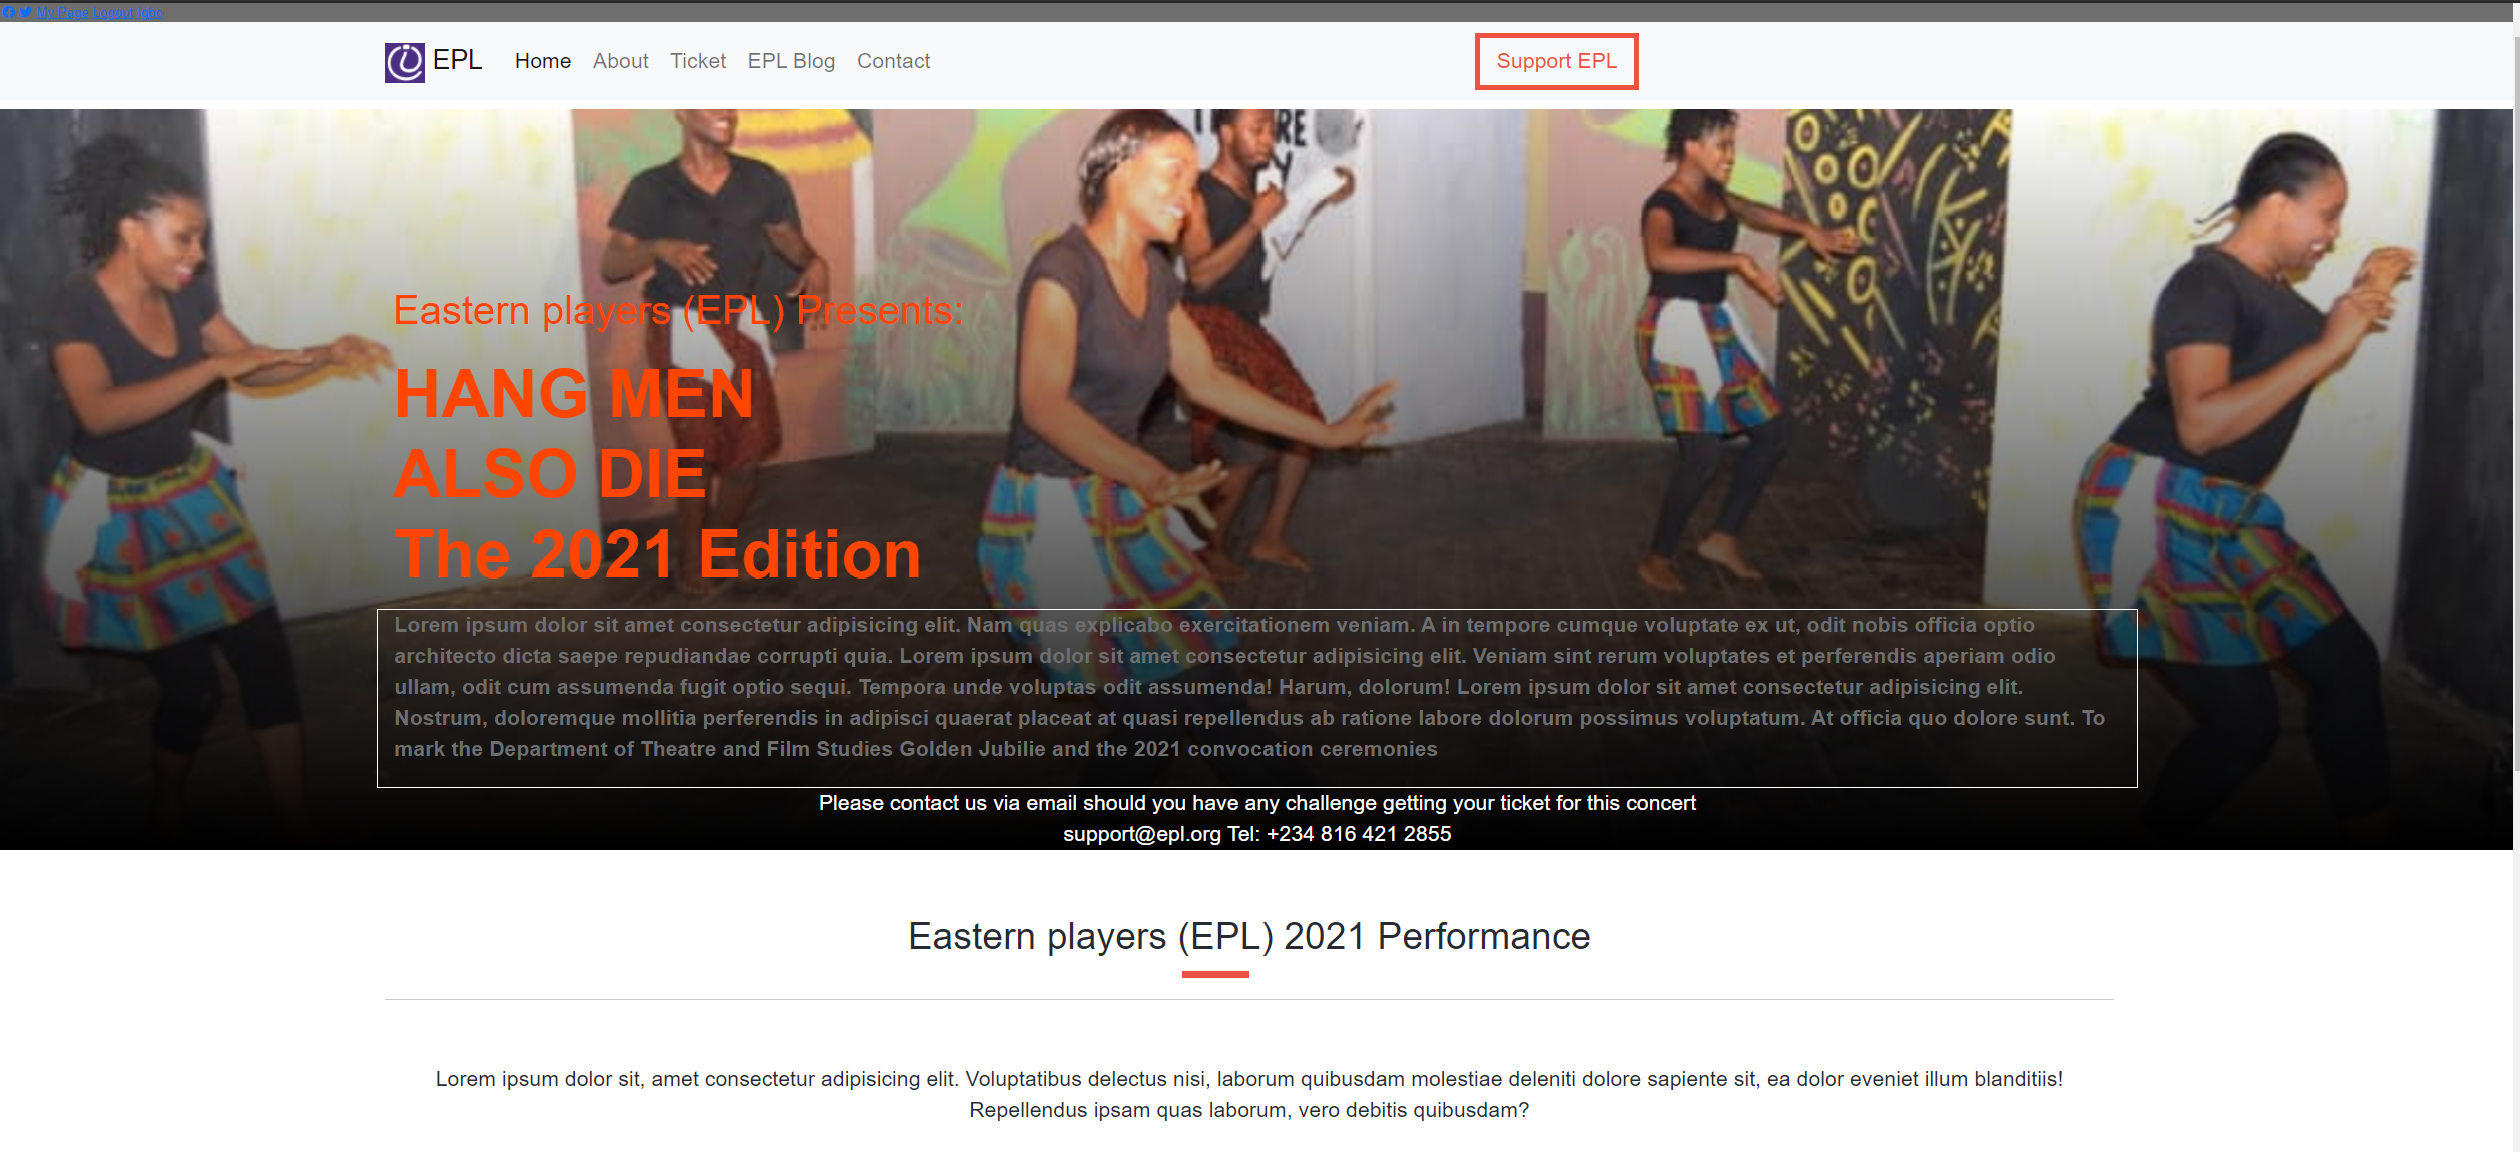 My Page Logout Igbo
EPL Home About Ticket EPL Blog Contact Support EPL
RE
Eastern players (EPL) Presents:
HANG MEN
ALSO DIE
The 2021 Edition
Lorem ipsum dolor sit amet consectetur adipisicing elit. Nam quas explicabo exercitationem veniam. A in tempore cumque voluptate ex ut, odit nobis officia optio
architecto dicta saepe repudiandae corrupti quia. Lorem ipsum dolor sit amet consectetur adipisicing elit. Veniam sint rerum voluptates et perferendis aperiam odio
ullam, odit cum assumenda fugit optio sequi. Tempora unde voluptas odit assumenda! Harum, dolorum! Lorem ipsum dolor sit amet consectetur adipisicing elit.
Nostrum, doloremque mollitia perferendis in adipisci quaerat placeat at quasi repellendus ab ratione labore dolorum possimus voluptatum. At officia quo dolore sunt. To
mark the Department of Theatre and Film Studies Golden Jubilie and the 2021 convocation ceremonies
Please contact us via email should you have any challenge getting your ticket for this concert
support@epl.org Tel: +234 816 421 2855
Eastern players (EPL) 2021 Performance
Lorem ipsum dolor sit, amet consectetur adipisicing elit. Voluptatibus delectus nisi, laborum quibusdam molestiae deleniti dolore sapiente sit, ea dolor eveniet illum blanditiis!
Repellendus ipsam quas laborum, vero debitis quibusdam?